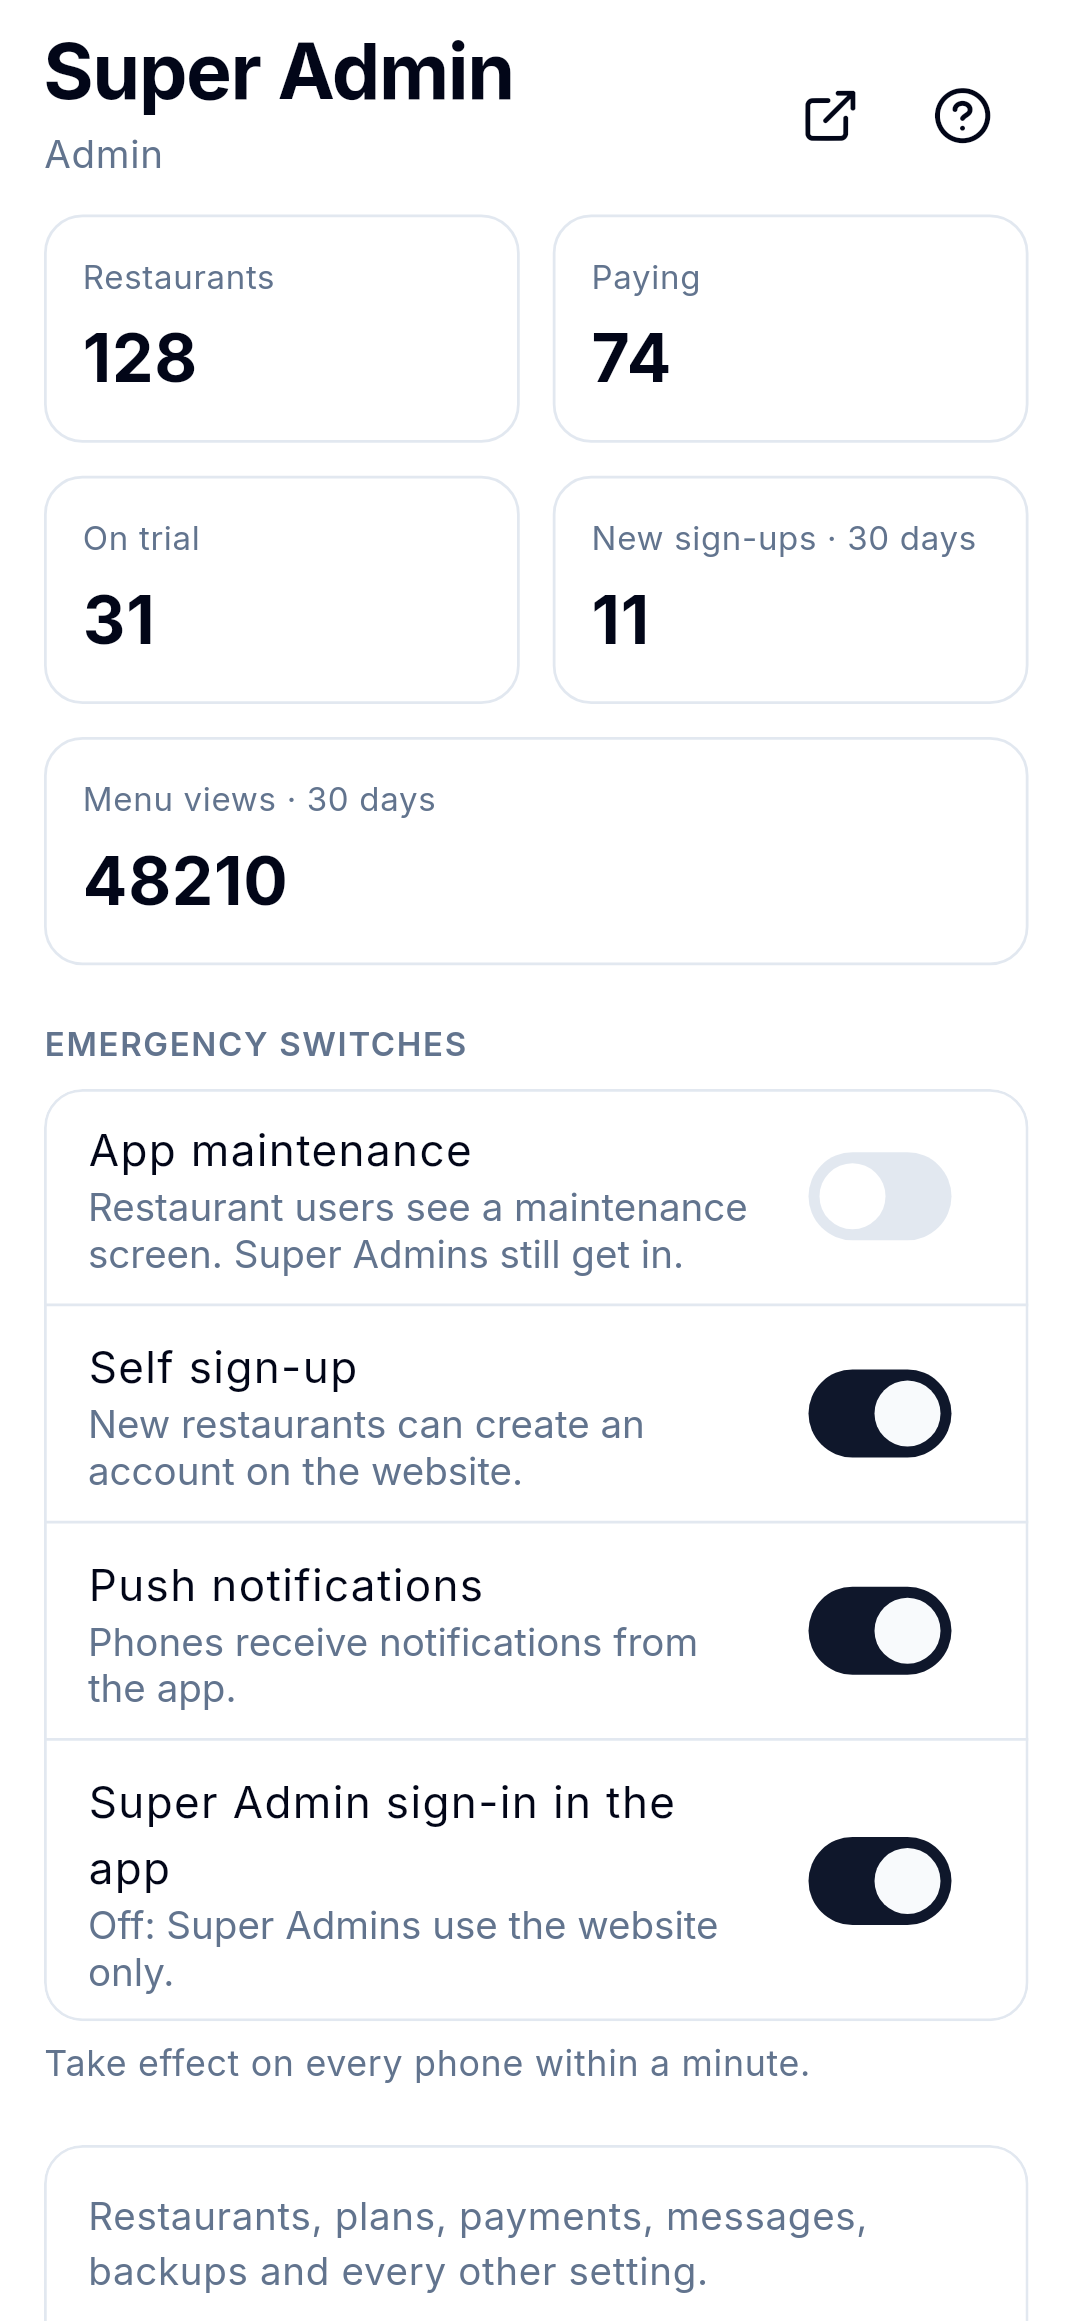 Super Admin
Admin
Restaurants
128
Paying
74
On trial
31
New sign-ups · 30 days
11
Menu views · 30 days
48210
EMERGENCY SWITCHES
App maintenance
Restaurant users see a maintenance
screen. Super Admins still get in.
Self sign-up
New restaurants can create an
account on the website.
Push notifications
Phones receive notifications from
the app.
Super Admin sign-in in the
app
Off: Super Admins use the website
only.
Take effect on every phone within a minute.
Restaurants, plans, payments, messages,
backups and every other setting.